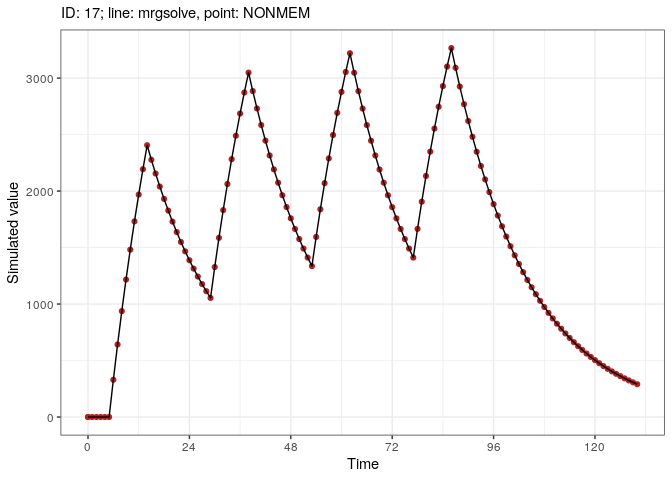 ID: 17; line: mrgsolve, point: NONMEM
Simulated value
3000
2000
1000
0
0 24 48 72 96 120
Time